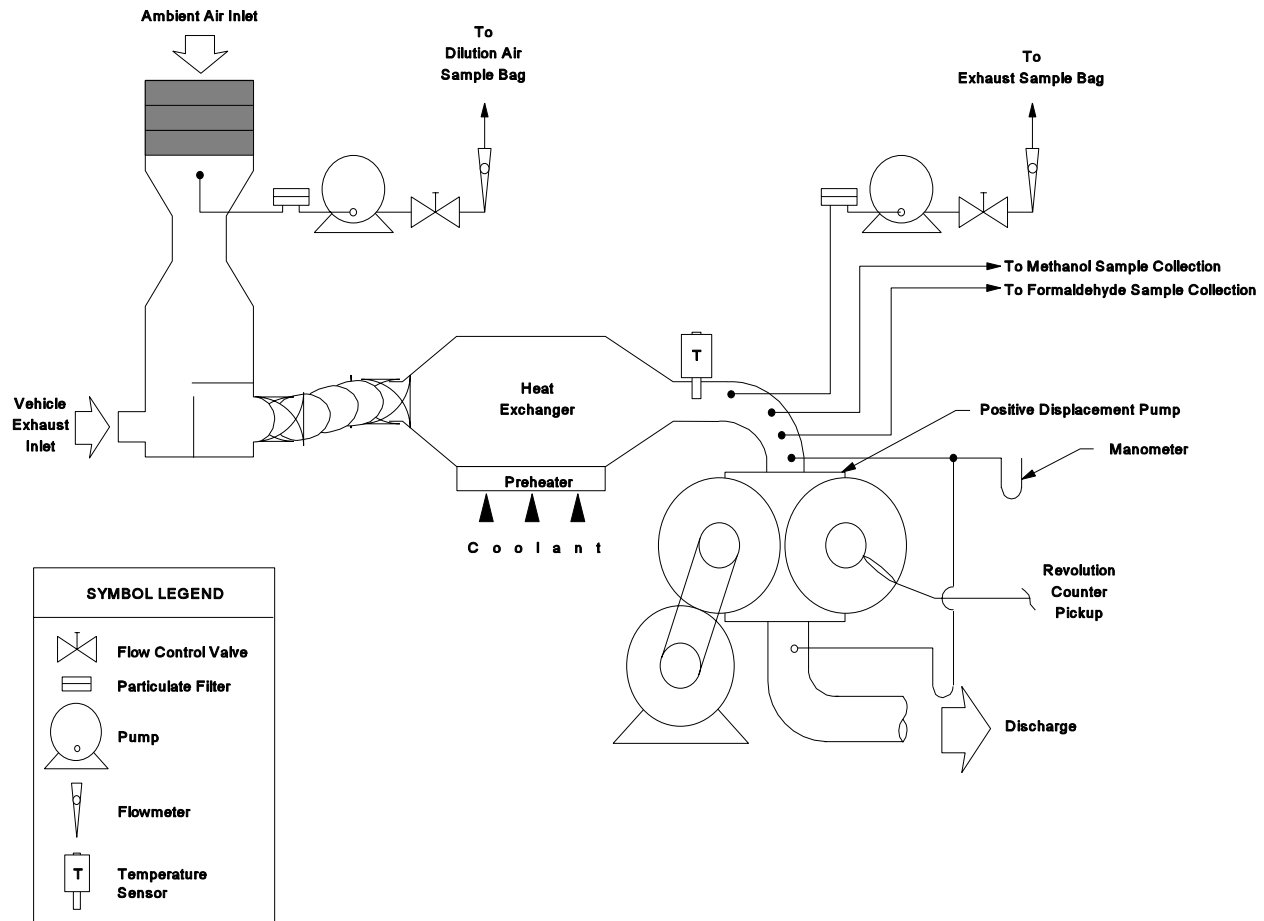 Ambient Air Inlet
To
Dilution Air
Sample Bag
To
Exhaust Sample Bag
To Methanol Sample Collection
To Formaldehyde Sample Collection
T
Heat
Exchanger
Vehicle
Exhaust
Inlet
Positive Displacement Pump
Manometer
Preheater
C o o l a n t
Revolution
Counter
Pickup
Discharge
SYMBOL LEGEND
Flow Control Valve
Particulate Filter
Pump
Flowmeter
T
Temperature
Sensor